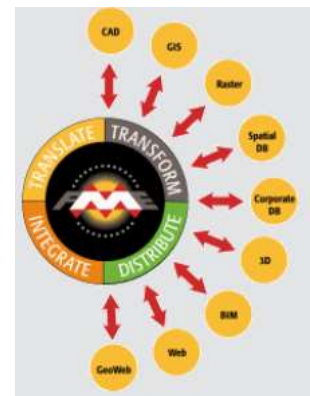 CAD
GIS
Raster
Spatial
DB
Corporate
DB
3D
BIM
Web
GeoWeb
TRANSLATE
TRANSFORM
INTEGRATE
DISTRIBUTE
FME